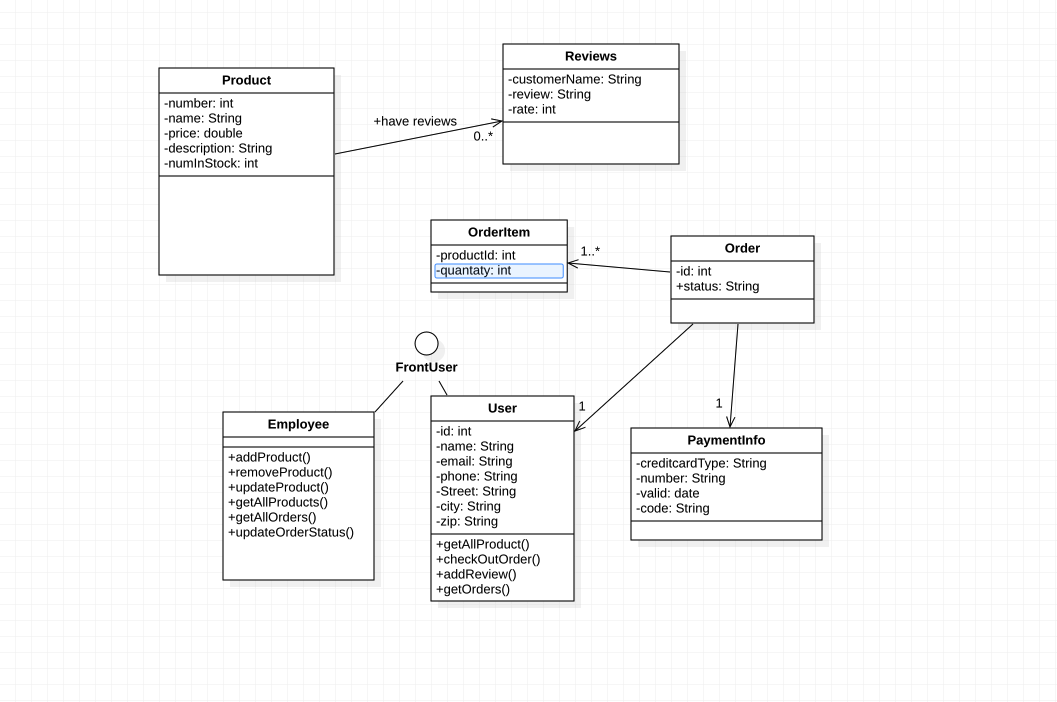 Product
-number: int
-name: String
-price: double
-description: String
-numInStock: int
+have reviews
0..*
Reviews
-customerName: String
-review: String
-rate: int
OrderItem
-productId: int
-quantaty: int
1..*
Order
-id: int
+status: String
FrontUser
Employee
+addProduct()
+removeProduct()
+updateProduct()
+getAllProducts()
+getAllOrders()
+updateOrderStatus()
User
-id: int
-name: String
-email: String
-phone: String
-Street: String
-city: String
-zip: String
+getAllProduct()
+checkOutOrder()
+addReview()
+getOrders()
1
1
PaymentInfo
-creditcardType: String
-number: String
-valid: date
-code: String